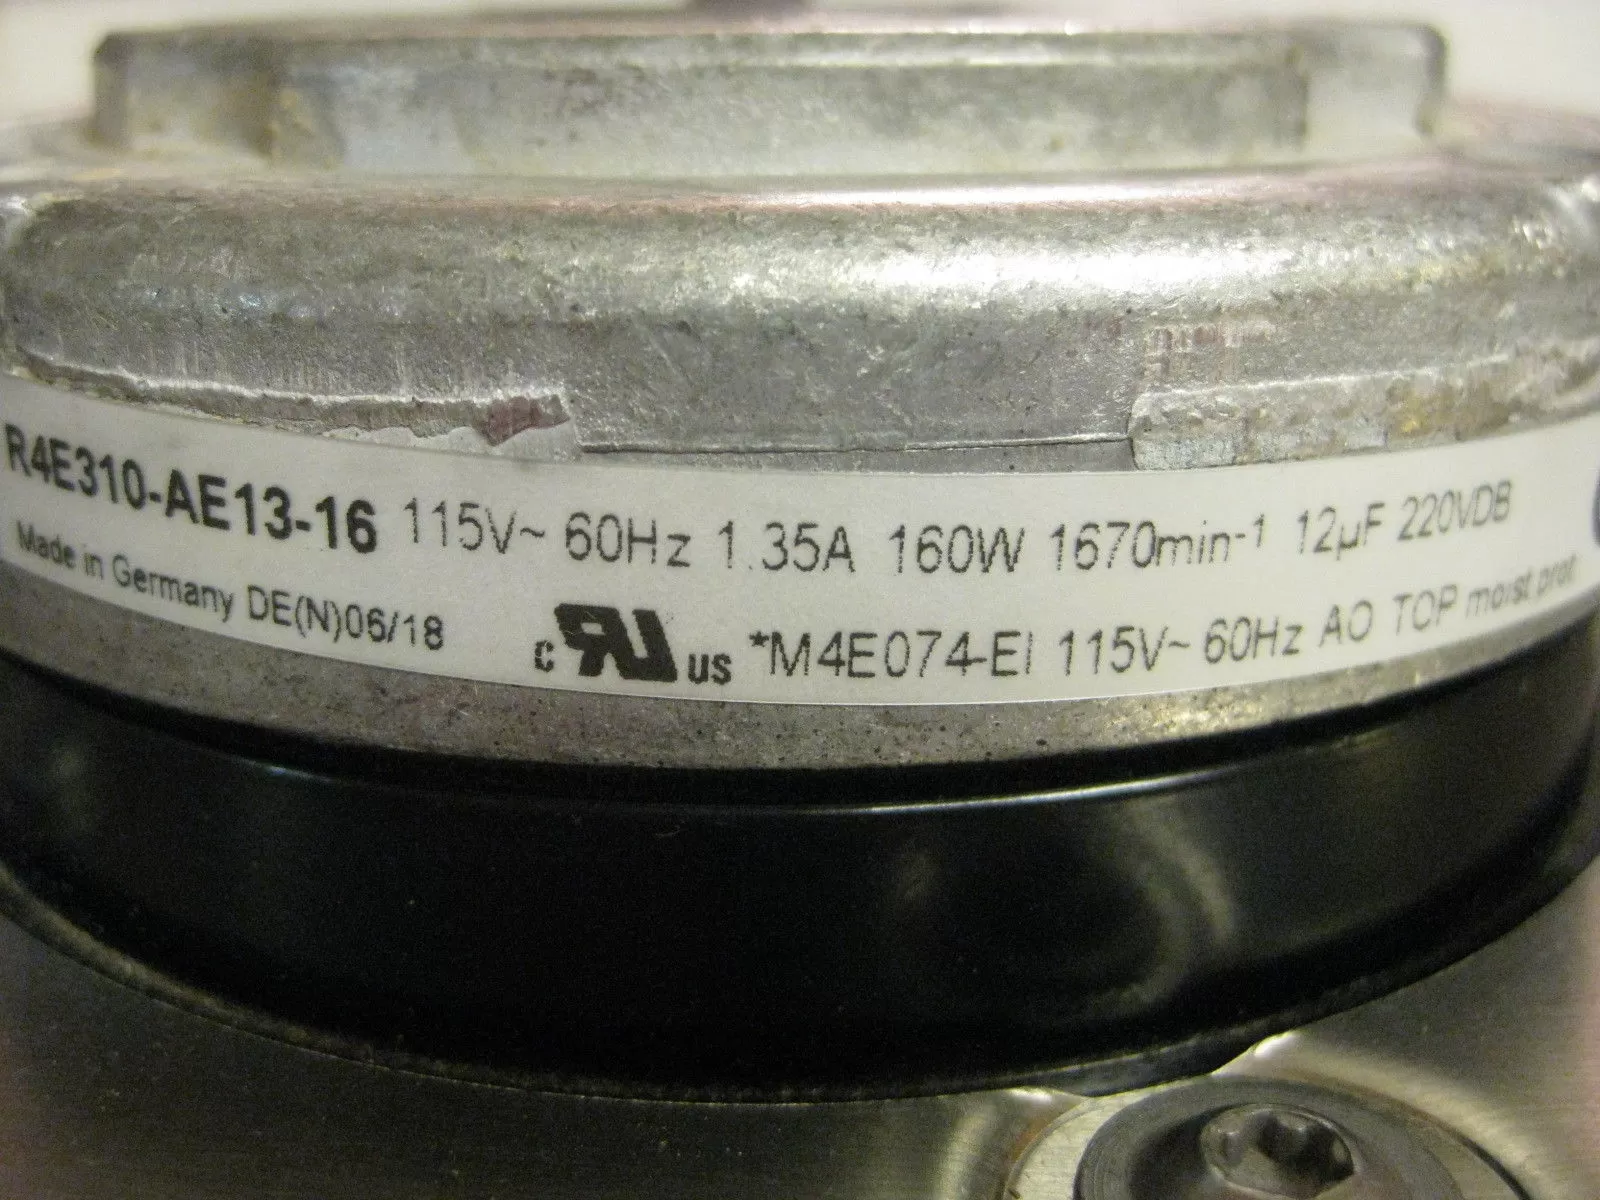 R4E310-AE13-16 115V~ 60Hz 1.35A 160W 1670min-1 12µF 220VDB
Made in Germany DE(N)06/18 c RU us *M4E074-EI 115V~ 60Hz AO TOP moist prot